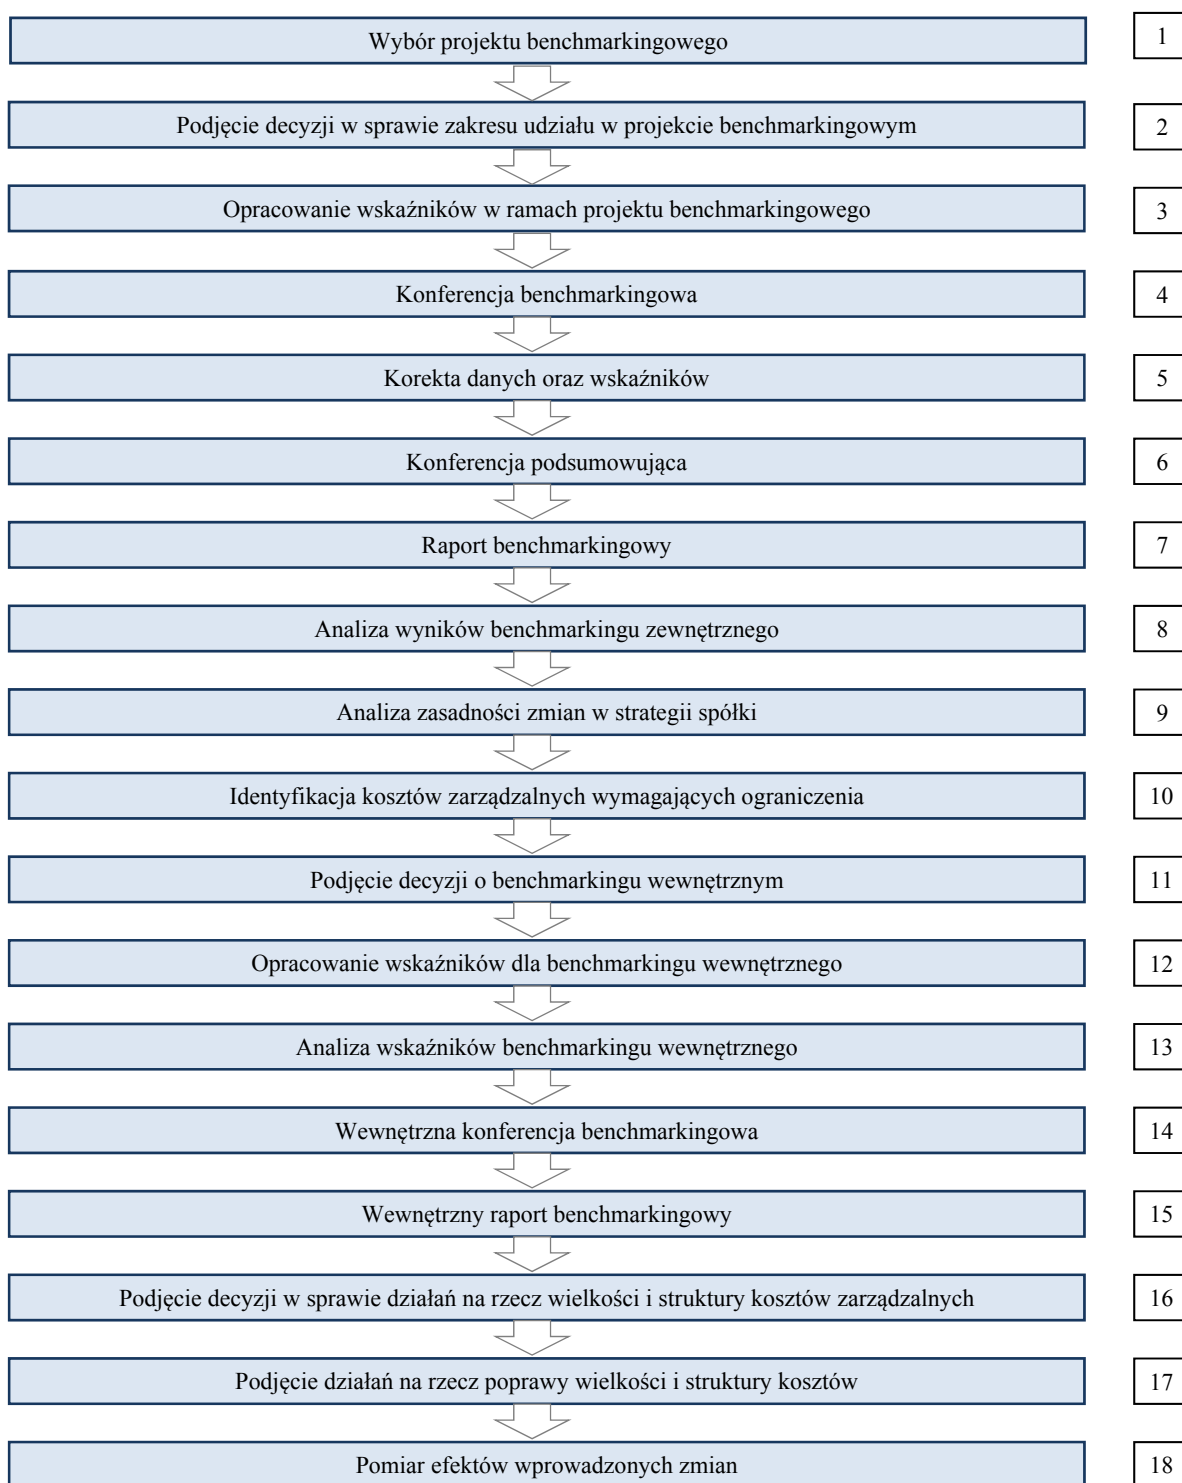 Wybór projektu benchmarkingowego 1
Podjęcie decyzji w sprawie zakresu udziału w projekcie benchmarkingowym 2
Opracowanie wskaźników w ramach projektu benchmarkingowego 3
Konferencja benchmarkingowa 4
Korekta danych oraz wskaźników 5
Konferencja podsumowująca 6
Raport benchmarkingowy 7
Analiza wyników benchmarkingu zewnętrznego 8
Analiza zasadności zmian w strategii spółki 9
Identyfikacja kosztów zarządzalnych wymagających ograniczenia 10
Podjęcie decyzji o benchmarkingu wewnętrznym 11
Opracowanie wskaźników dla benchmarkingu wewnętrznego 12
Analiza wskaźników benchmarkingu wewnętrznego 13
Wewnętrzna konferencja benchmarkingowa 14
Wewnętrzny raport benchmarkingowy 15
Podjęcie decyzji w sprawie działań na rzecz wielkości i struktury kosztów zarządzalnych 16
Podjęcie działań na rzecz poprawy wielkości i struktury kosztów 17
Pomiar efektów wprowadzonych zmian 18